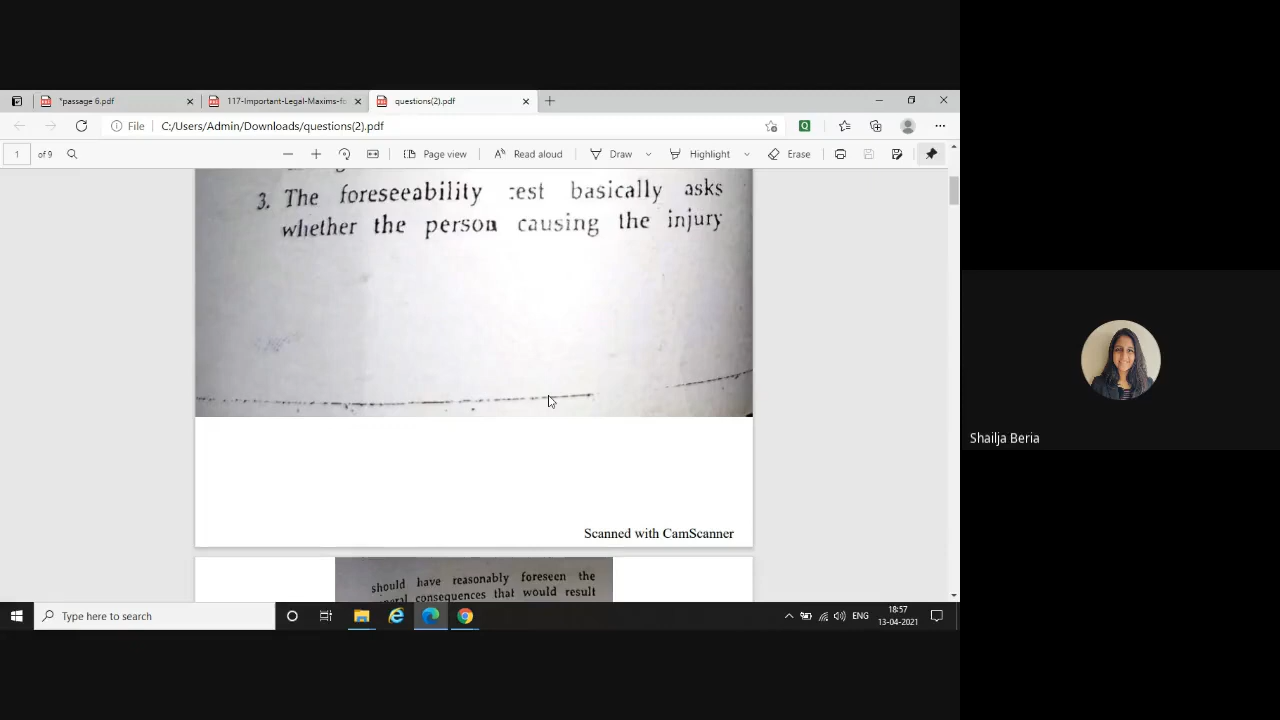 *passage 6.pdf
117-Important-Legal-Maxims-fo
questions(2).pdf
File
C:/Users/Admin/Downloads/questions(2).pdf
1 of 9
Page view
Read aloud
Draw
Highlight
Erase
3. The foreseeability test basically asks
whether the person causing the injury
Scanned with CamScanner
should have reasonably foreseen the
consequences that would result
Shailja Beria
Type here to search
ENG
18:57
13-04-2021